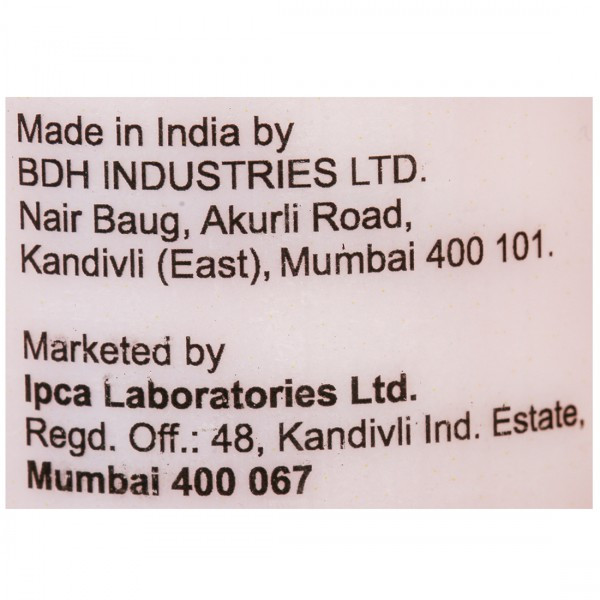 Made in India by
BDH INDUSTRIES LTD.
Nair Baug, Akurli Road,
Kandivli (East), Mumbai 400 101.
Marketed by
Ipca Laboratories Ltd.
Regd. Off.: 48, Kandivli Ind. Estate,
Mumbai 400 067